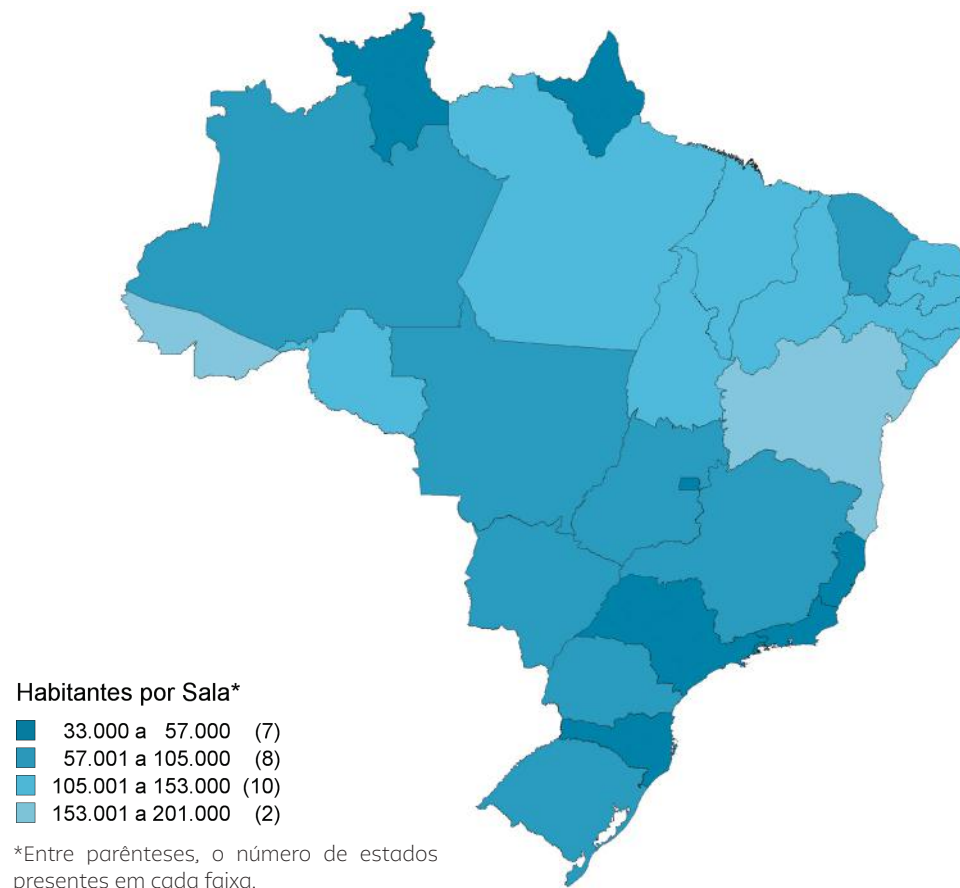 Habitantes por Sala*
33.000 a 57.000 (7)
57.001 a 105.000 (8)
105.001 a 153.000 (10)
153.001 a 201.000 (2)
*Entre parênteses, o número de estados
presentes em cada faixa.